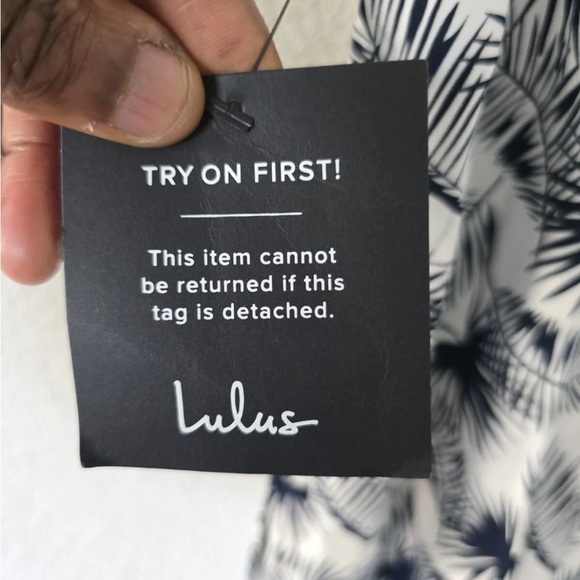 TRY ON FIRST!
This item cannot
be returned if this
tag is detached.
Lulus